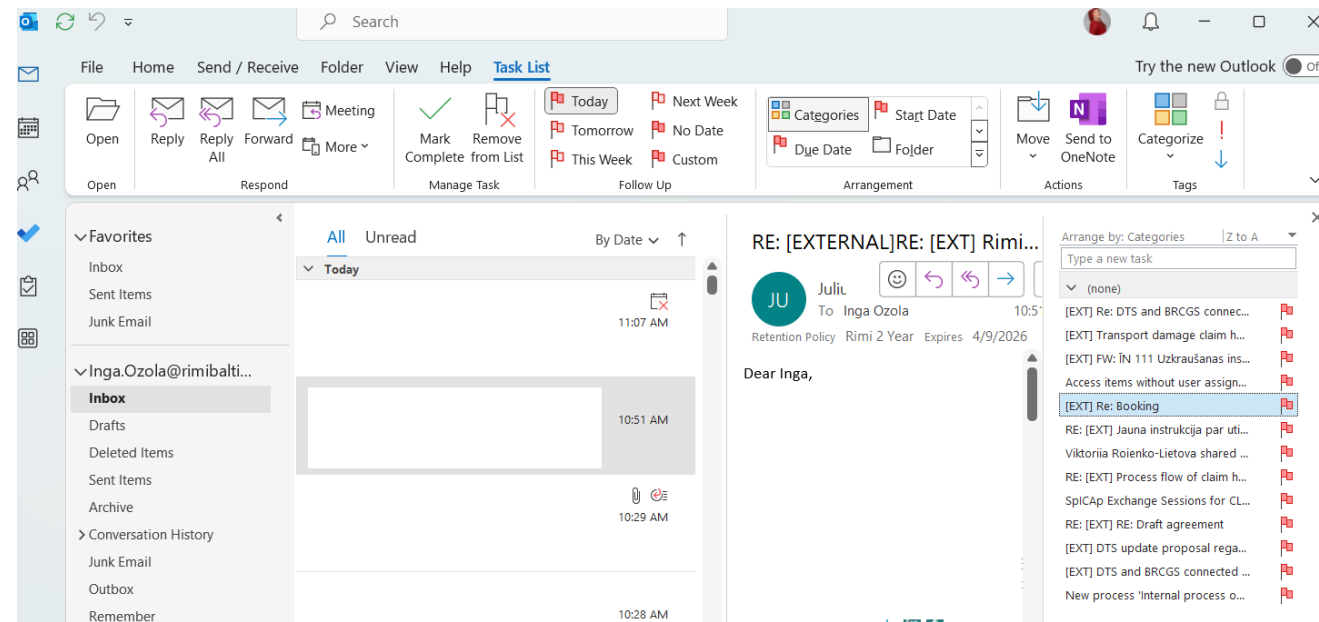 Search
File Home Send / Receive Folder View Help Task List
Try the new Outlook
Open
Reply
Reply All
Forward
Meeting
More
Mark Complete
Remove from List
Today
Tomorrow
This Week
Next Week
No Date
Custom
Categories
Start Date
Due Date
Folder
Move
Send to OneNote
Categorize
Open Respond Manage Task Follow Up Arrangement Actions Tags
Favorites
Inbox
Sent Items
Junk Email
Inga.Ozola@rimibalti...
Inbox
Drafts
Deleted Items
Sent Items
Archive
Conversation History
Junk Email
Outbox
Remember
All Unread
By Date
Today
11:07 AM
10:51 AM
10:29 AM
10:28 AM
RE: [EXTERNAL]RE: [EXT] Rimi...
JU
To Inga Ozola
Retention Policy Rimi 2 Year Expires 4/9/2026
Dear Inga,
Arrange by: Categories Z to A
Type a new task
(none)
[EXT] Re: DTS and BRCGS connec...
[EXT] Transport damage claim h...
[EXT] FW: ĪN 111 Uzkraušanas ins...
Access items without user assign...
[EXT] Re: Booking
RE: [EXT] Jauna instrukcija par uti...
Viktoriia Roienko-Lietova shared ...
RE: [EXT] Process flow of claim h...
SpICAp Exchange Sessions for CL...
RE: [EXT] RE: Draft agreement
[EXT] DTS update proposal rega...
[EXT] DTS and BRCGS connected ...
New process 'Internal process o...